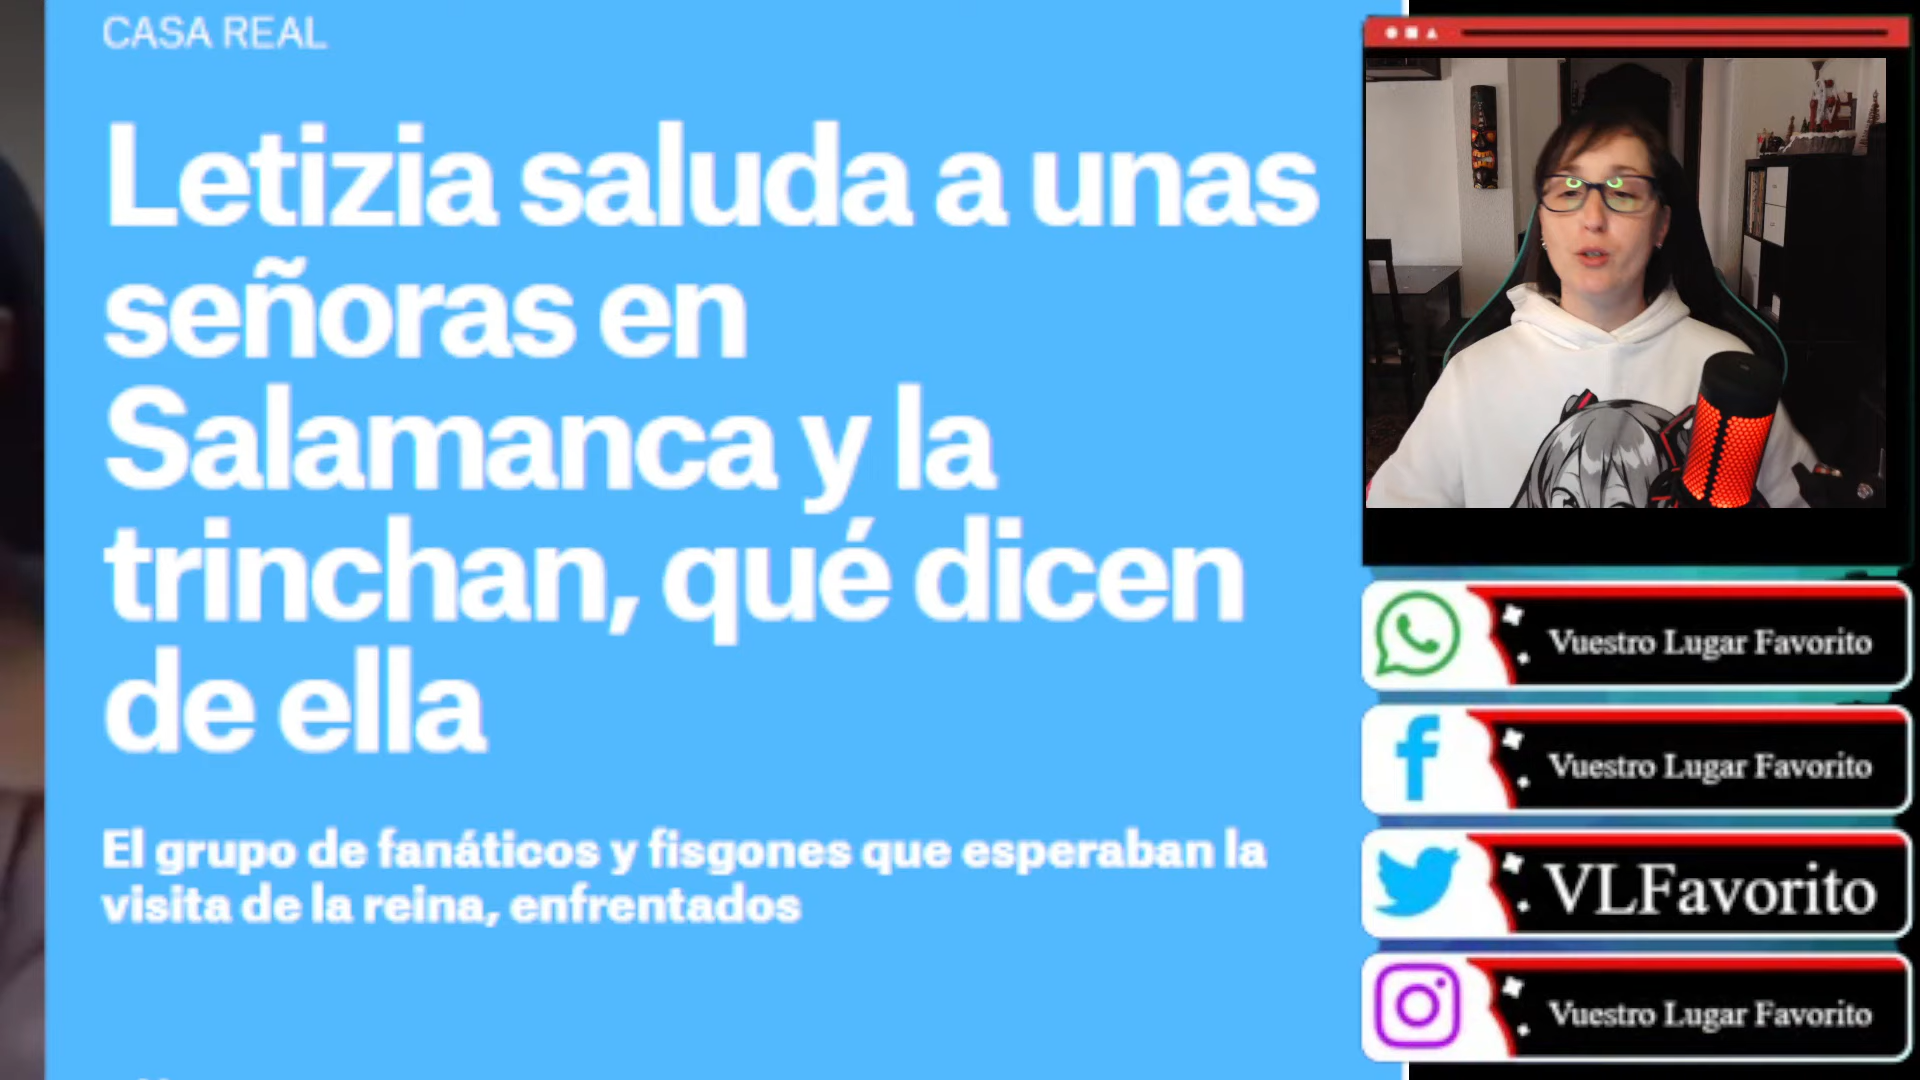 CASA REAL
Letizia saluda a unas
señoras en
Salamanca y la
trinchan, qué dicen
de ella
El grupo de fanáticos y fisgones que esperaban la
visita de la reina, enfrentados
Vuestro Lugar Favorito
Vuestro Lugar Favorito
VLFavorito
Vuestro Lugar Favorito